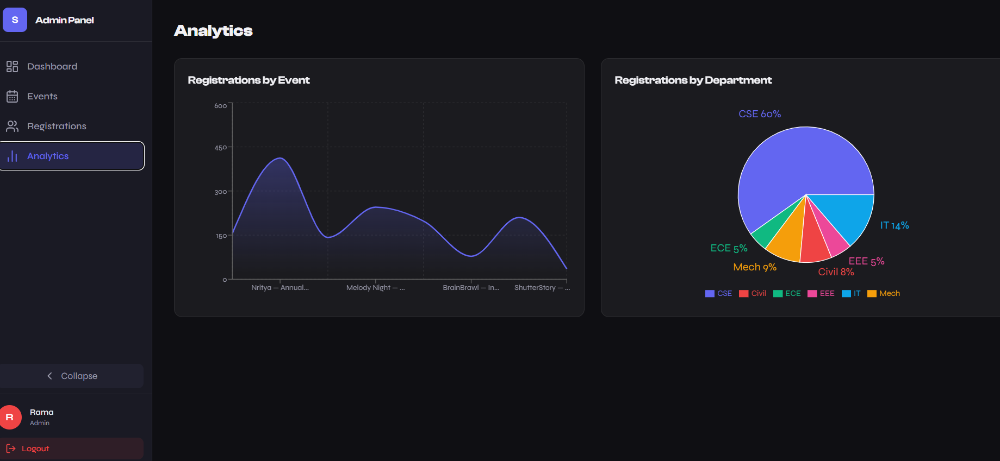 S
Admin Panel
Dashboard
Events
Registrations
Analytics
Collapse
R
Rama
Admin
Logout
Analytics
Registrations by Event
600
450
300
150
0
Nritya — Annual...
Melody Night — ...
BrainBrawl — In...
ShutterStory — ...
Registrations by Department
CSE 60%
IT 14%
ECE 5%
EEE 5%
Mech 9%
Civil 8%
CSE Civil ECE EEE IT Mech